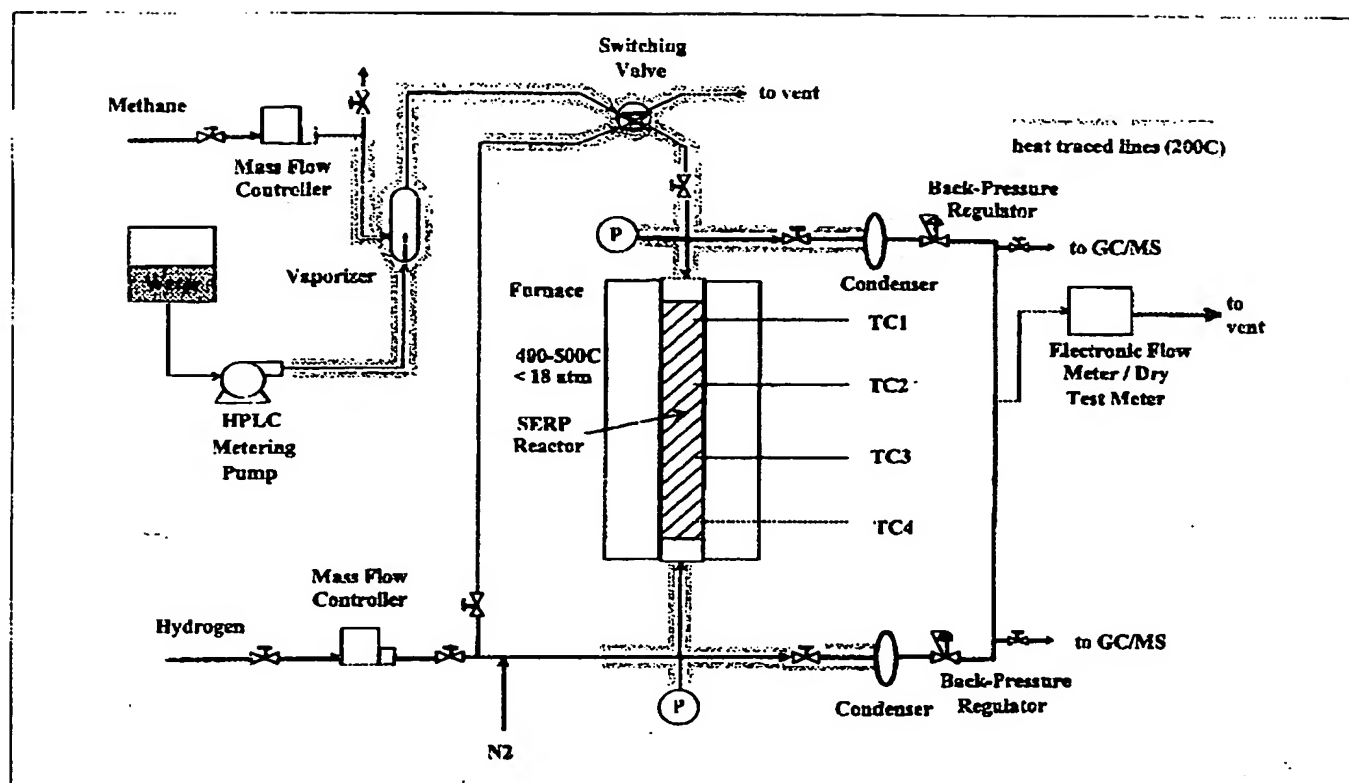 Switching
Valve
to vent
Methane
heat traced lines (200C)
Mass Flow
Controller
Back-Pressure
Regulator
P
to GC/MS
Water
Vaporizer
Furnace
Condenser
TC1
to
vent
490-500C
< 18 atm
Electronic Flow
Meter / Dry
Test Meter
TC2
SERP
Reactor
HPLC
Metering
Pump
TC3
TC4
Mass Flow
Controller
Hydrogen
to GC/MS
P
Condenser
Back-Pressure
Regulator
N2